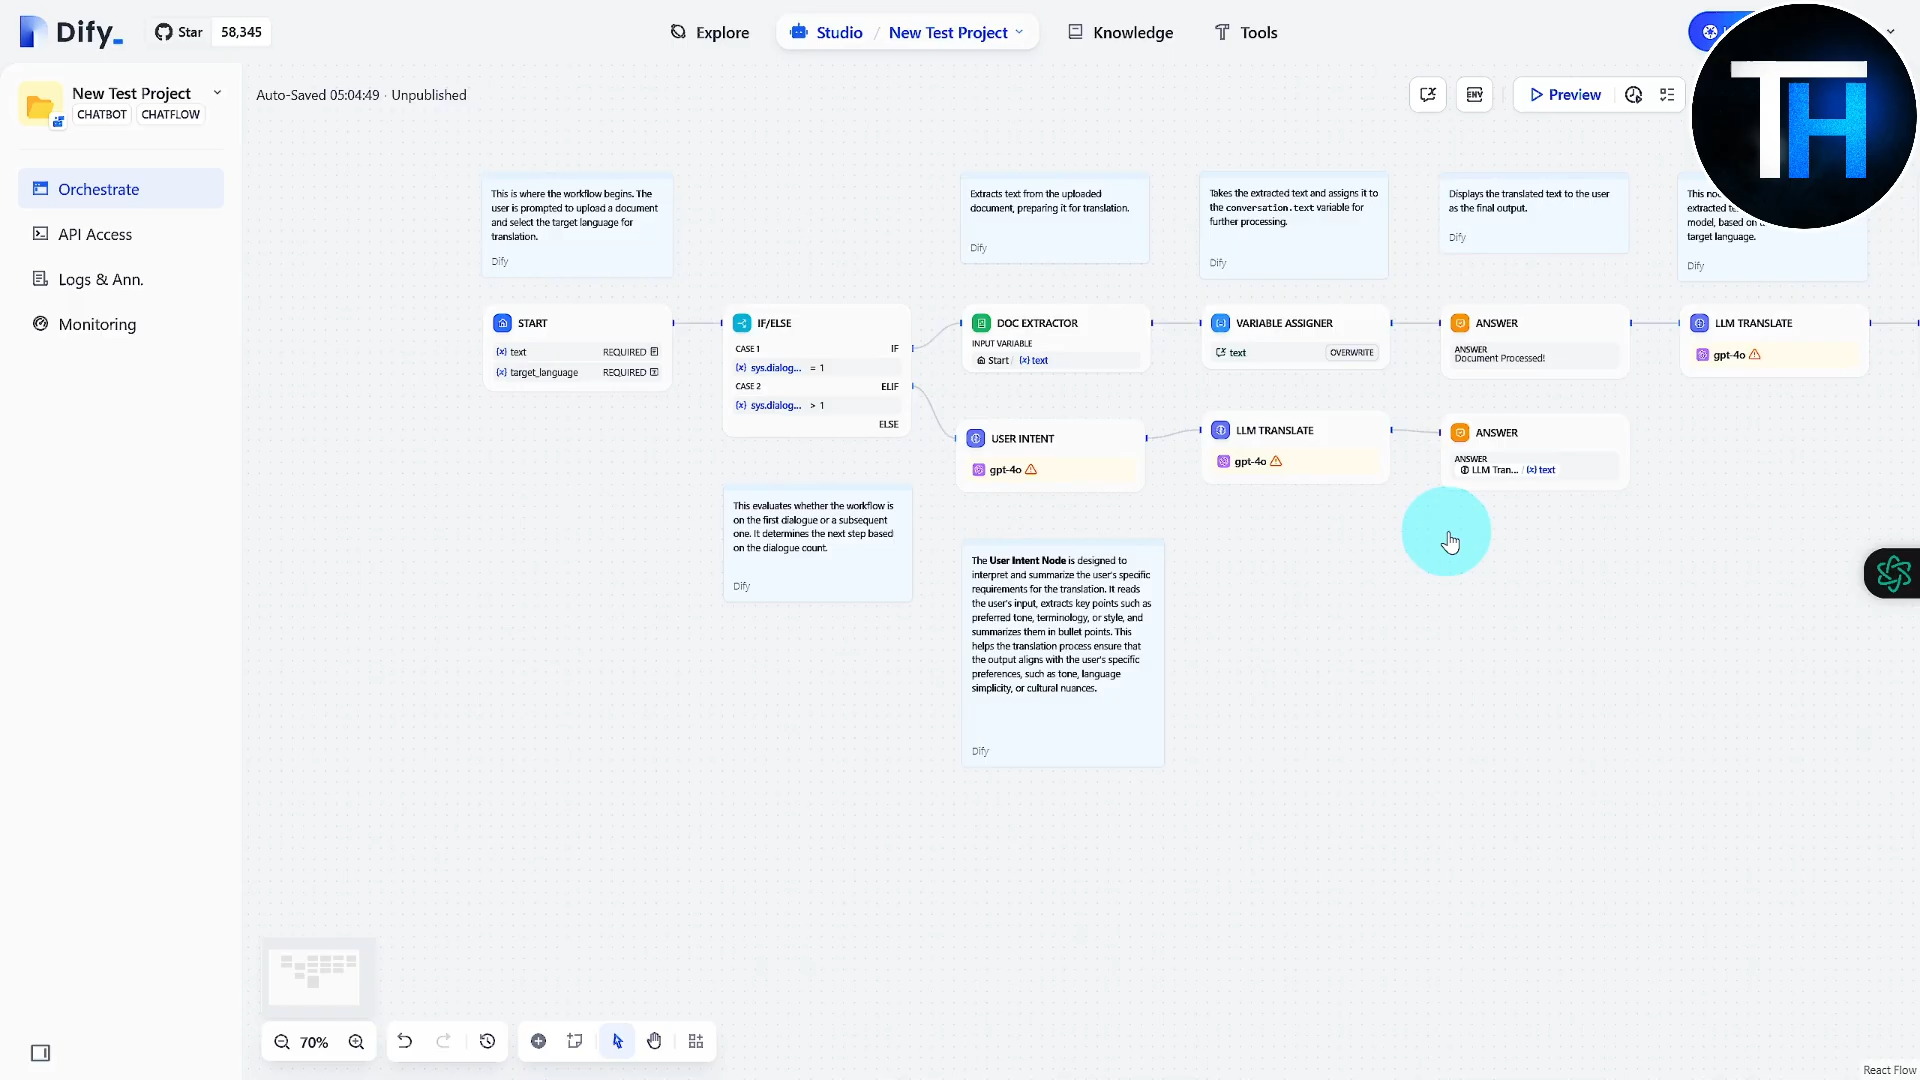 Dify_
Star 58,345
Explore
Studio / New Test Project
Knowledge
Tools
TH
New Test Project
CHATBOT CHATFLOW
Orchestrate
API Access
Logs & Ann.
Monitoring
Auto-Saved 05:04:49 · Unpublished
ENV
Preview
This is where the workflow begins. The
user is prompted to upload a document
and select the target language for
translation.
Dify
Extracts text from the uploaded
document, preparing it for translation.
Dify
Takes the extracted text and assigns it to
the conversation.text variable for
further processing.
Dify
Displays the translated text to the user
as the final output.
Dify
This
extracted
model, based on
target language.
Dify
START
{x} text REQUIRED
{x} target_language REQUIRED
IF/ELSE
CASE 1 IF
{x} sys.dialog... = 1
CASE 2 ELIF
{x} sys.dialog... > 1
ELSE
DOC EXTRACTOR
INPUT VARIABLE
Start / {x} text
VARIABLE ASSIGNER
text OVERWRITE
ANSWER
ANSWER
Document Processed!
LLM TRANSLATE
gpt-4o
USER INTENT
gpt-4o
LLM TRANSLATE
gpt-4o
ANSWER
ANSWER
LLM Tran... / {x} text
This evaluates whether the workflow is
on the first dialogue or a subsequent
one. It determines the next step based
on the dialogue count.
Dify
The User Intent Node is designed to
interpret and summarize the user's specific
requirements for the translation. It reads
the user's input, extracts key points such as
preferred tone, terminology, or style, and
summarizes them in bullet points. This
helps the translation process ensure that
the output aligns with the user's specific
preferences, such as tone, language
simplicity, or cultural nuances.
Dify
70%
React Flow